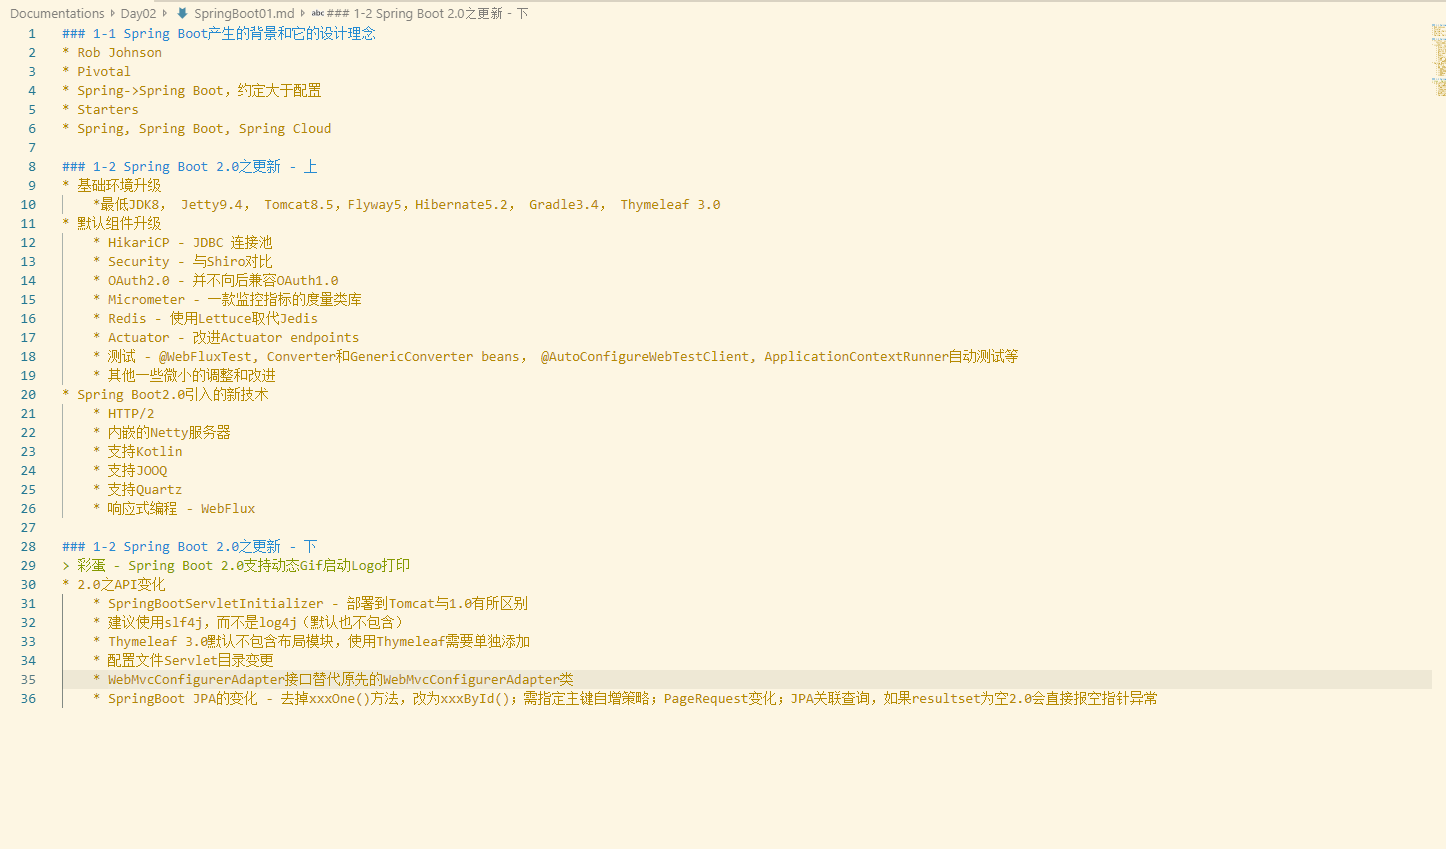 Documentations > Day02 > SpringBoot01.md > abc ### 1-2 Spring Boot 2.0之更新 - 下
1 ### 1-1 Spring Boot产生的背景和它的设计理念
2 * Rob Johnson
3 * Pivotal
4 * Spring->Spring Boot，约定大于配置
5 * Starters
6 * Spring, Spring Boot, Spring Cloud
7
8 ### 1-2 Spring Boot 2.0之更新 - 上
9 * 基础环境升级
10 *最低JDK8， Jetty9.4， Tomcat8.5，Flyway5，Hibernate5.2， Gradle3.4， Thymeleaf 3.0
11 * 默认组件升级
12 * HikariCP - JDBC 连接池
13 * Security - 与Shiro对比
14 * OAuth2.0 - 并不向后兼容OAuth1.0
15 * Micrometer - 一款监控指标的度量类库
16 * Redis - 使用Lettuce取代Jedis
17 * Actuator - 改进Actuator endpoints
18 * 测试 - @WebFluxTest, Converter和GenericConverter beans， @AutoConfigureWebTestClient, ApplicationContextRunner自动测试等
19 * 其他一些微小的调整和改进
20 * Spring Boot2.0引入的新技术
21 * HTTP/2
22 * 内嵌的Netty服务器
23 * 支持Kotlin
24 * 支持JOOQ
25 * 支持Quartz
26 * 响应式编程 - WebFlux
27
28 ### 1-2 Spring Boot 2.0之更新 - 下
29 > 彩蛋 - Spring Boot 2.0支持动态Gif启动Logo打印
30 * 2.0之API变化
31 * SpringBootServletInitializer - 部署到Tomcat与1.0有所区别
32 * 建议使用slf4j，而不是log4j（默认也不包含）
33 * Thymeleaf 3.0默认不包含布局模块，使用Thymeleaf需要单独添加
34 * 配置文件Servlet目录变更
35 * WebMvcConfigurerAdapter接口替代原先的WebMvcConfigurerAdapter类
36 * SpringBoot JPA的变化 - 去掉xxxOne()方法，改为xxxById()；需指定主键自增策略；PageRequest变化；JPA关联查询，如果resultset为空2.0会直接报空指针异常